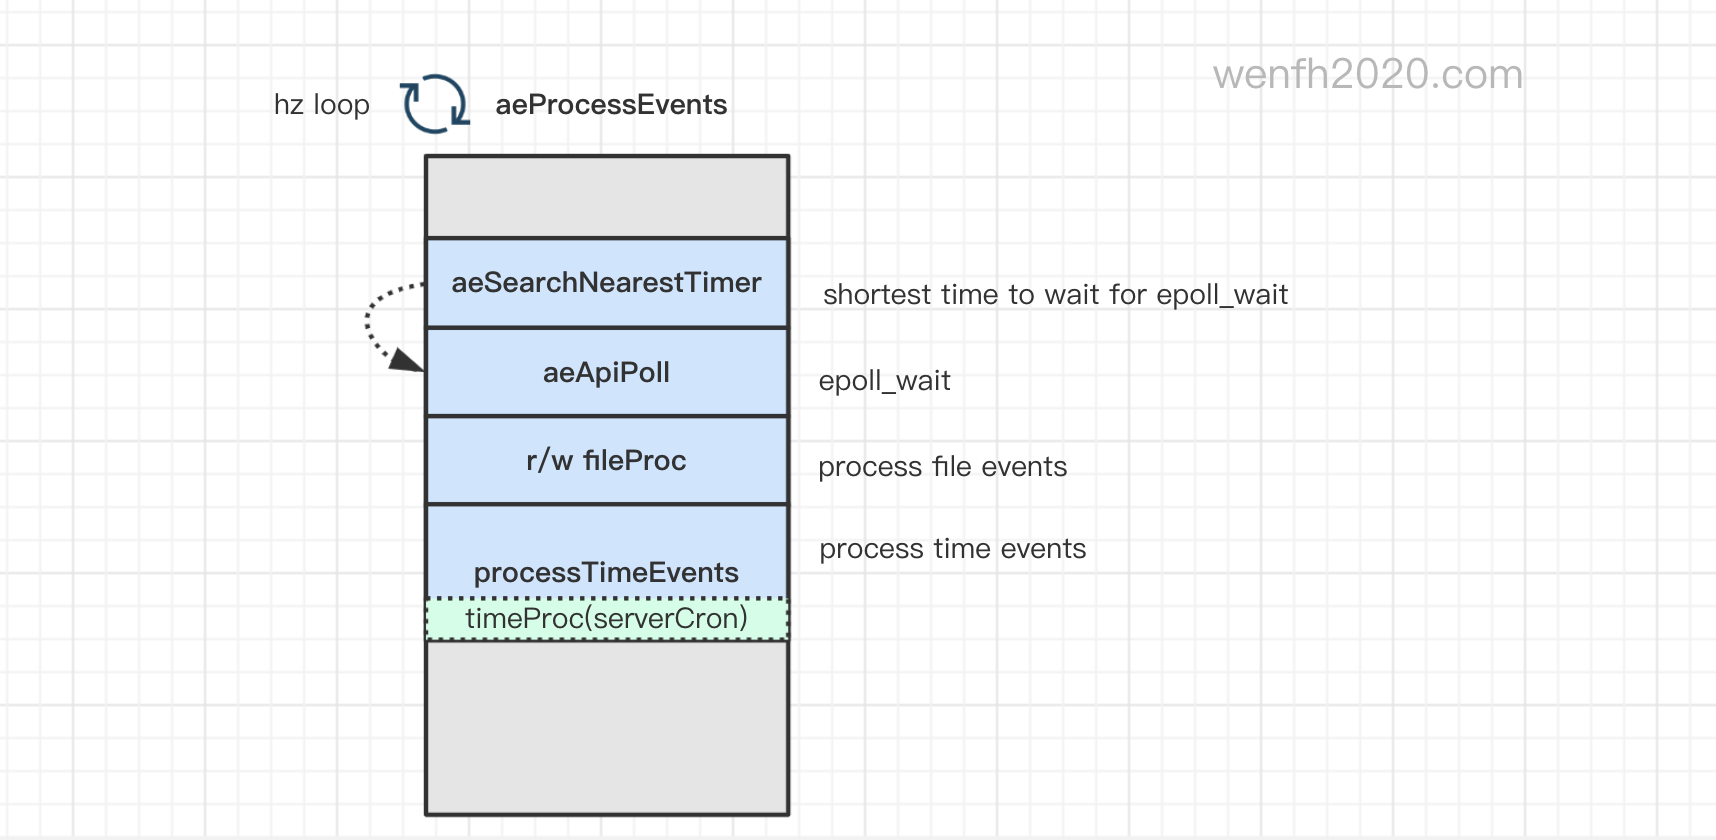 wenfh2020.com
hz loop
aeProcessEvents
aeSearchNearestTimer
shortest time to wait for epoll_wait
aeApiPoll
epoll_wait
r/w fileProc
process file events
processTimeEvents
process time events
timeProc(serverCron)